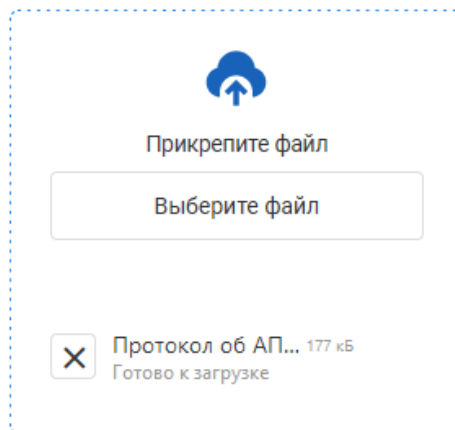 Прикрепите файл
Выберите файл
Протокол об АП... 177 кБ
Готово к загрузке